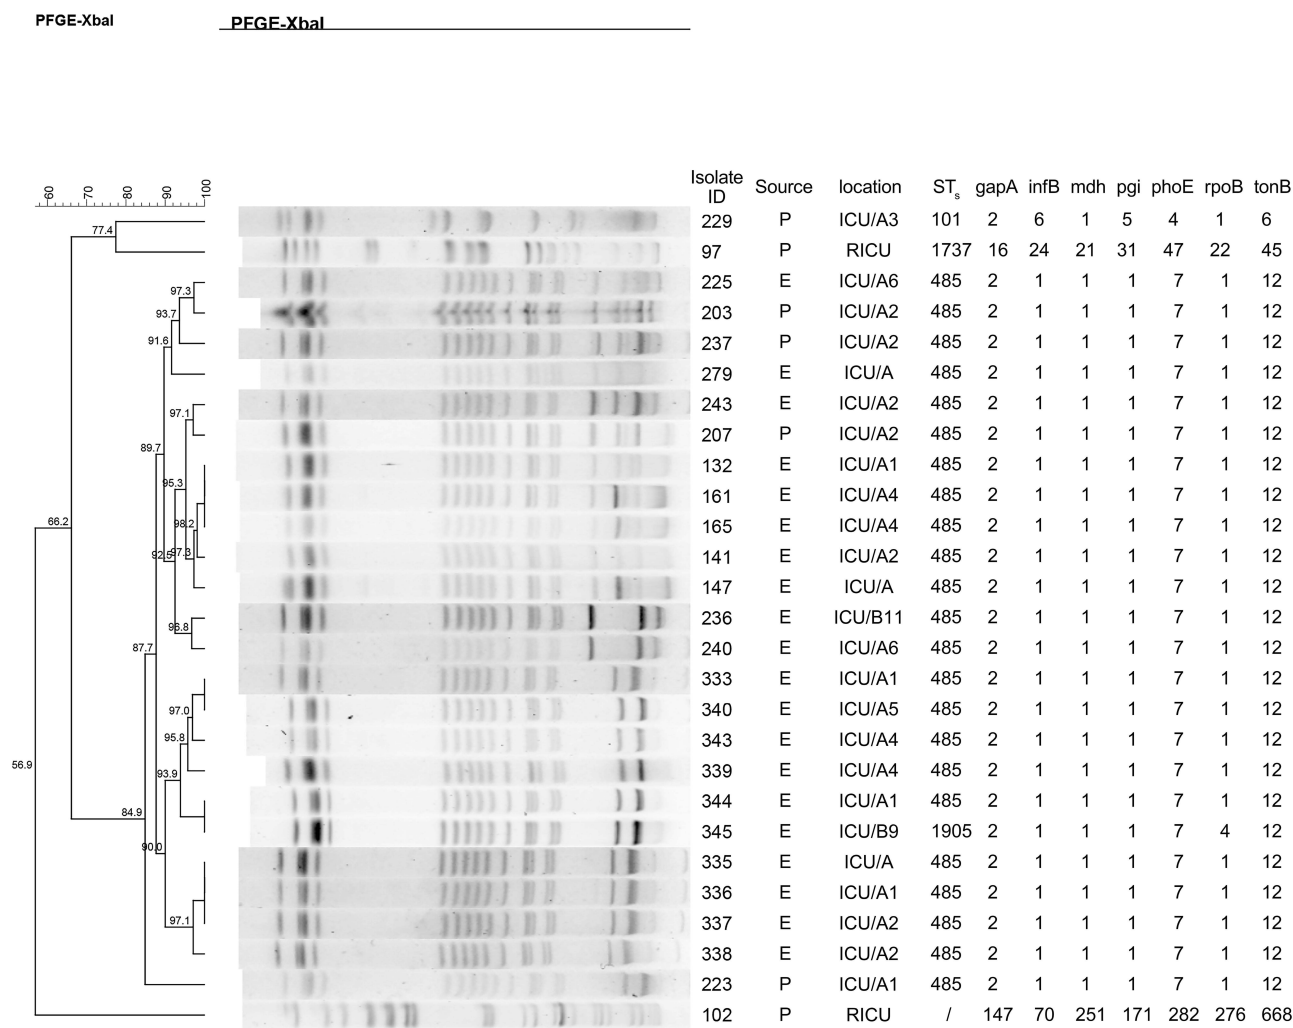 PFGE-XbaI
PFGE-XbaI
60 70 80 90 100
Isolate ID Source location STs gapA infB mdh pgi phoE rpoB tonB
229 P ICU/A3 101 2 6 1 5 4 1 6
77.4
97 P RICU 1737 16 24 21 31 47 22 45
225 E ICU/A6 485 2 1 1 1 7 1 12
97.3
203 P ICU/A2 485 2 1 1 1 7 1 12
93.7
237 P ICU/A2 485 2 1 1 1 7 1 12
91.6
279 E ICU/A 485 2 1 1 1 7 1 12
243 E ICU/A2 485 2 1 1 1 7 1 12
97.1
207 P ICU/A2 485 2 1 1 1 7 1 12
89.7
132 E ICU/A1 485 2 1 1 1 7 1 12
95.3
161 E ICU/A4 485 2 1 1 1 7 1 12
66.2
98.2
165 E ICU/A4 485 2 1 1 1 7 1 12
92.5
97.3
141 E ICU/A2 485 2 1 1 1 7 1 12
147 E ICU/A 485 2 1 1 1 7 1 12
236 E ICU/B11 485 2 1 1 1 7 1 12
96.8
240 E ICU/A6 485 2 1 1 1 7 1 12
87.7
333 E ICU/A1 485 2 1 1 1 7 1 12
340 E ICU/A5 485 2 1 1 1 7 1 12
97.0
343 E ICU/A4 485 2 1 1 1 7 1 12
95.8
56.9
339 E ICU/A4 485 2 1 1 1 7 1 12
93.9
344 E ICU/A1 485 2 1 1 1 7 1 12
84.9
345 E ICU/B9 1905 2 1 1 1 7 4 12
90.0
335 E ICU/A 485 2 1 1 1 7 1 12
336 E ICU/A1 485 2 1 1 1 7 1 12
97.1
337 E ICU/A2 485 2 1 1 1 7 1 12
338 E ICU/A2 485 2 1 1 1 7 1 12
223 P ICU/A1 485 2 1 1 1 7 1 12
102 P RICU / 147 70 251 171 282 276 668